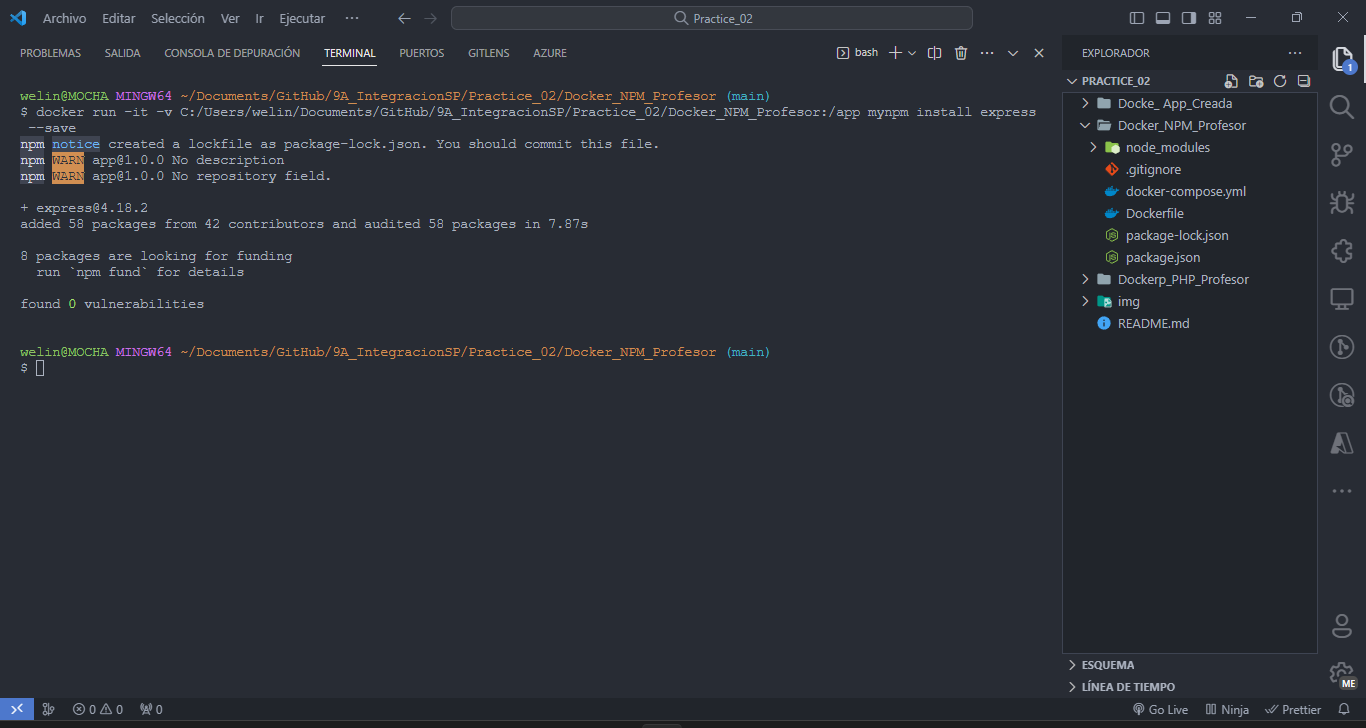 Archivo Editar Selección Ver Ir Ejecutar ··· Practice_02
PROBLEMAS SALIDA CONSOLA DE DEPURACIÓN TERMINAL PUERTOS GITLENS AZURE bash
welin@MOCHA MINGW64 ~/Documents/GitHub/9A_IntegracionSP/Practice_02/Docker_NPM_Profesor (main)
$ docker run -it -v C:/Users/welin/Documents/GitHub/9A_IntegracionSP/Practice_02/Docker_NPM_Profesor:/app mynpm install express
--save
npm notice created a lockfile as package-lock.json. You should commit this file.
npm WARN app@1.0.0 No description
npm WARN app@1.0.0 No repository field.
+ express@4.18.2
added 58 packages from 42 contributors and audited 58 packages in 7.87s
8 packages are looking for funding
run `npm fund` for details
found 0 vulnerabilities
welin@MOCHA MINGW64 ~/Documents/GitHub/9A_IntegracionSP/Practice_02/Docker_NPM_Profesor (main)
$
EXPLORADOR
PRACTICE_02
Docke_ App_Creada
Docker_NPM_Profesor
node_modules
.gitignore
docker-compose.yml
Dockerfile
package-lock.json
package.json
Dockerp_PHP_Profesor
img
README.md
ESQUEMA
LÍNEA DE TIEMPO
1
ME
0 0 0 Go Live Ninja Prettier